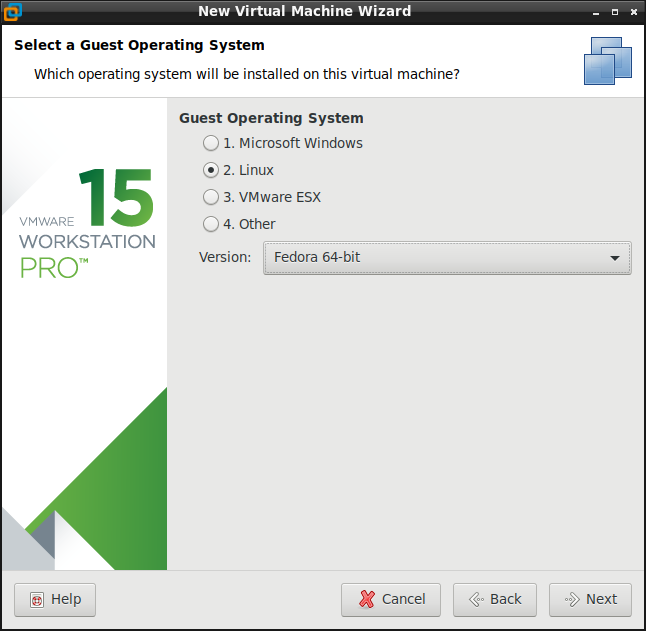 New Virtual Machine Wizard
Select a Guest Operating System
Which operating system will be installed on this virtual machine?
15
VMWARE
WORKSTATION
PRO™
Guest Operating System
1. Microsoft Windows
2. Linux
3. VMware ESX
4. Other
Version: Fedora 64-bit
Help Cancel Back Next